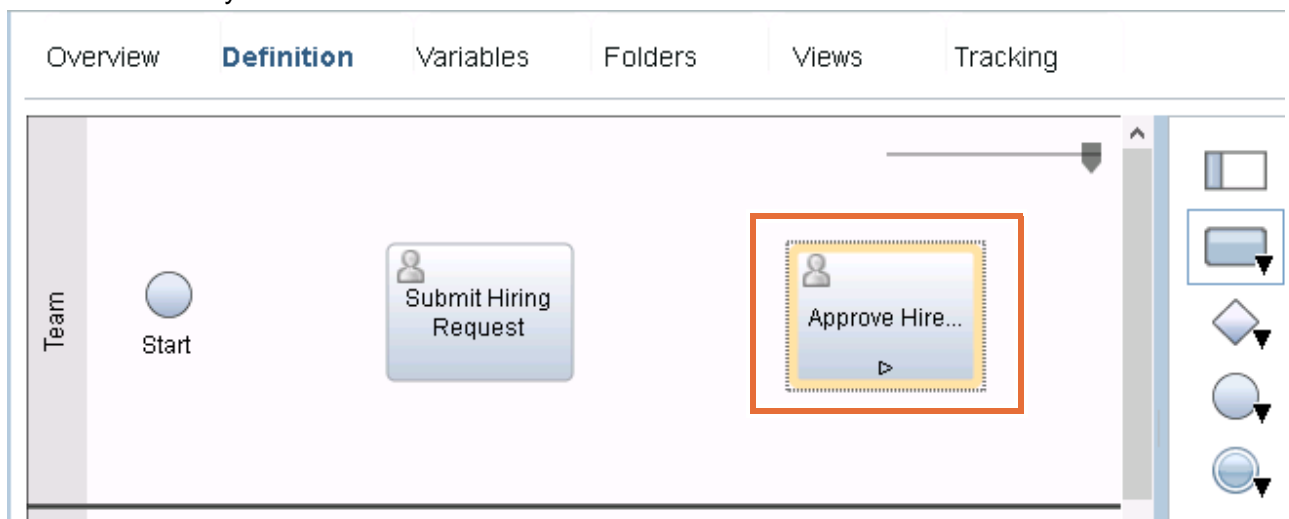 Overview Definition Variables Folders Views Tracking
Team
Start
Submit Hiring
Request
Approve Hire...